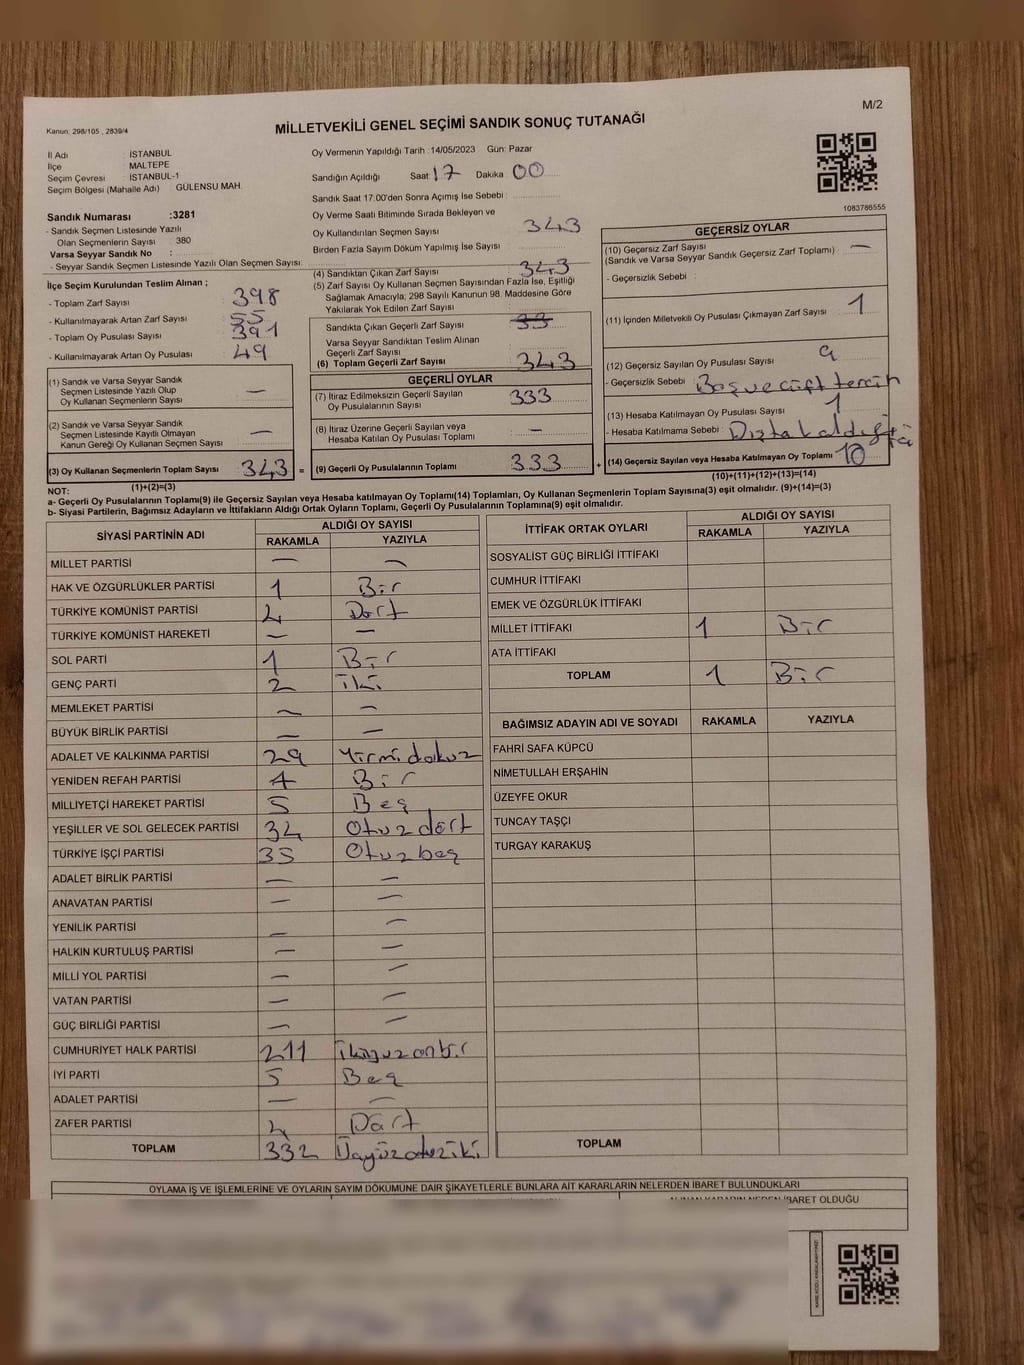 M/2
Kanun: 298/105 , 2839/4
MİLLETVEKİLİ GENEL SEÇİMİ SANDIK SONUÇ TUTANAĞI
İl Adı : İSTANBUL
İlçe : MALTEPE
Seçim Çevresi : İSTANBUL-1
Seçim Bölgesi (Mahalle Adı) : GÜLENSU MAH.
Sandık Numarası :3281
- Sandık Seçmen Listesinde Yazılı
Olan Seçmenlerin Sayısı : 380
Varsa Seyyar Sandık No :
- Seyyar Sandık Seçmen Listesinde Yazılı Olan Seçmen Sayısı:
İlçe Seçim Kurulundan Teslim Alınan ;
- Toplam Zarf Sayısı 398
- Kullanılmayarak Artan Zarf Sayısı : 55
- Toplam Oy Pusulası Sayısı : 391
- Kullanılmayarak Artan Oy Pusulası : 49
(1) Sandık ve Varsa Seyyar Sandık
Seçmen Listesinde Yazılı Olup
Oy Kullanan Seçmenlerin Sayısı —
(2) Sandık ve Varsa Seyyar Sandık
Seçmen Listesinde Kayıtlı Olmayan
Kanun Gereği Oy Kullanan Seçmen Sayısı —
(3) Oy Kullanan Seçmenlerin Toplam Sayısı 343 =
(1)+(2)=(3)
Oy Vermenin Yapıldığı Tarih :14/05/2023 Gün: Pazar
Sandığın Açıldığı Saat 17 Dakika 00
Sandık Saat 17:00'den Sonra Açımış İse Sebebi :
Oy Verme Saati Bitiminde Sırada Bekleyen ve
Oy Kullandırılan Seçmen Sayısı 343
Birden Fazla Sayım Döküm Yapılmış İse Sayısı
(4) Sandıktan Çıkan Zarf Sayısı 343
(5) Zarf Sayısı Oy Kullanan Seçmen Sayısından Fazla İse, Eşitliği
Sağlamak Amacıyla, 298 Sayılı Kanunun 98. Maddesine Göre
Yakılarak Yok Edilen Zarf Sayısı
Sandıkta Çıkan Geçerli Zarf Sayısı : 33
Varsa Seyyar Sandıktan Teslim Alınan
Geçerli Zarf Sayısı
(6) Toplam Geçerli Zarf Sayısı 343
GEÇERLİ OYLAR
(7) İtiraz Edilmeksizin Geçerli Sayılan
Oy Pusulalarının Sayısı : 333
(8) İtiraz Üzerine Geçerli Sayılan veya
Hesaba Katılan Oy Pusulası Toplamı —
(9) Geçerli Oy Pusulalarının Toplamı : 333 +
1083786555
GEÇERSİZ OYLAR
(10) Geçersiz Zarf Sayısı —
(Sandık ve Varsa Seyyar Sandık Geçersiz Zarf Toplamı)
- Geçersizlik Sebebi :
(11) İçinden Milletvekili Oy Pusulası Çıkmayan Zarf Sayısı 1
(12) Geçersiz Sayılan Oy Pusulası Sayısı 9
- Geçersizlik Sebebi : Boş ve çift tercih
(13) Hesaba Katılmayan Oy Pusulası Sayısı 1
- Hesaba Katılmama Sebebi : Dışta kaldığı
(14) Geçersiz Sayılan veya Hesaba Katılmayan Oy Toplamı 10
(10)+(11)+(12)+(13)=(14)
NOT:
a- Geçerli Oy Pusulalarının Toplamı(9) ile Geçersiz Sayılan veya Hesaba katılmayan Oy Toplamı(14) Toplamları, Oy Kullanan Seçmenlerin Toplam Sayısına(3) eşit olmalıdır. (9)+(14)=(3)
b- Siyasi Partilerin, Bağımsız Adayların ve İttifakların Aldığı Ortak Oyların Toplamı, Geçerli Oy Pusulalarının Toplamına(9) eşit olmalıdır.
SİYASİ PARTİNİN ADI ALDIĞI OY SAYISI
RAKAMLA YAZIYLA
MİLLET PARTİSİ — —
HAK VE ÖZGÜRLÜKLER PARTİSİ 1 Bir
TÜRKİYE KOMÜNİST PARTİSİ 4 Dört
TÜRKİYE KOMÜNİST HAREKETİ — —
SOL PARTİ 1 Bir
GENÇ PARTİ 2 iki
MEMLEKET PARTİSİ — —
BÜYÜK BİRLİK PARTİSİ — —
ADALET VE KALKINMA PARTİSİ 29 Yirmidokuz
YENİDEN REFAH PARTİSİ 1 Bir
MİLLİYETÇİ HAREKET PARTİSİ 5 Beş
YEŞİLLER VE SOL GELECEK PARTİSİ 34 Otuzdört
TÜRKİYE İŞÇİ PARTİSİ 35 Otuzbeş
ADALET BİRLİK PARTİSİ — —
ANAVATAN PARTİSİ — —
YENİLİK PARTİSİ — —
HALKIN KURTULUŞ PARTİSİ — —
MİLLİ YOL PARTİSİ — —
VATAN PARTİSİ — —
GÜÇ BİRLİĞİ PARTİSİ — —
CUMHURİYET HALK PARTİSİ 211 ikiyüzonbir
İYİ PARTİ 5 Beş
ADALET PARTİSİ — —
ZAFER PARTİSİ 4 Dört
TOPLAM 332 Üçyüzotuziki
İTTİFAK ORTAK OYLARI ALDIĞI OY SAYISI
RAKAMLA YAZIYLA
SOSYALİST GÜÇ BİRLİĞİ İTTİFAKI
CUMHUR İTTİFAKI
EMEK VE ÖZGÜRLÜK İTTİFAKI
MİLLET İTTİFAKI 1 Bir
ATA İTTİFAKI
TOPLAM 1 Bir
BAĞIMSIZ ADAYIN ADI VE SOYADI RAKAMLA YAZIYLA
FAHRİ SAFA KÜPCÜ
NİMETULLAH ERŞAHİN
ÜZEYFE OKUR
TUNCAY TAŞÇI
TURGAY KARAKUŞ
TOPLAM
OYLAMA İŞ VE İŞLEMLERİNE VE OYLARIN SAYIM DÖKÜMÜNE DAİR ŞİKAYETLERLE BUNLARA AİT KARARLARIN NELERDEN İBARET BULUNDUKLARI
ALINAN KARARIN NEDEN İBARET OLDUĞU